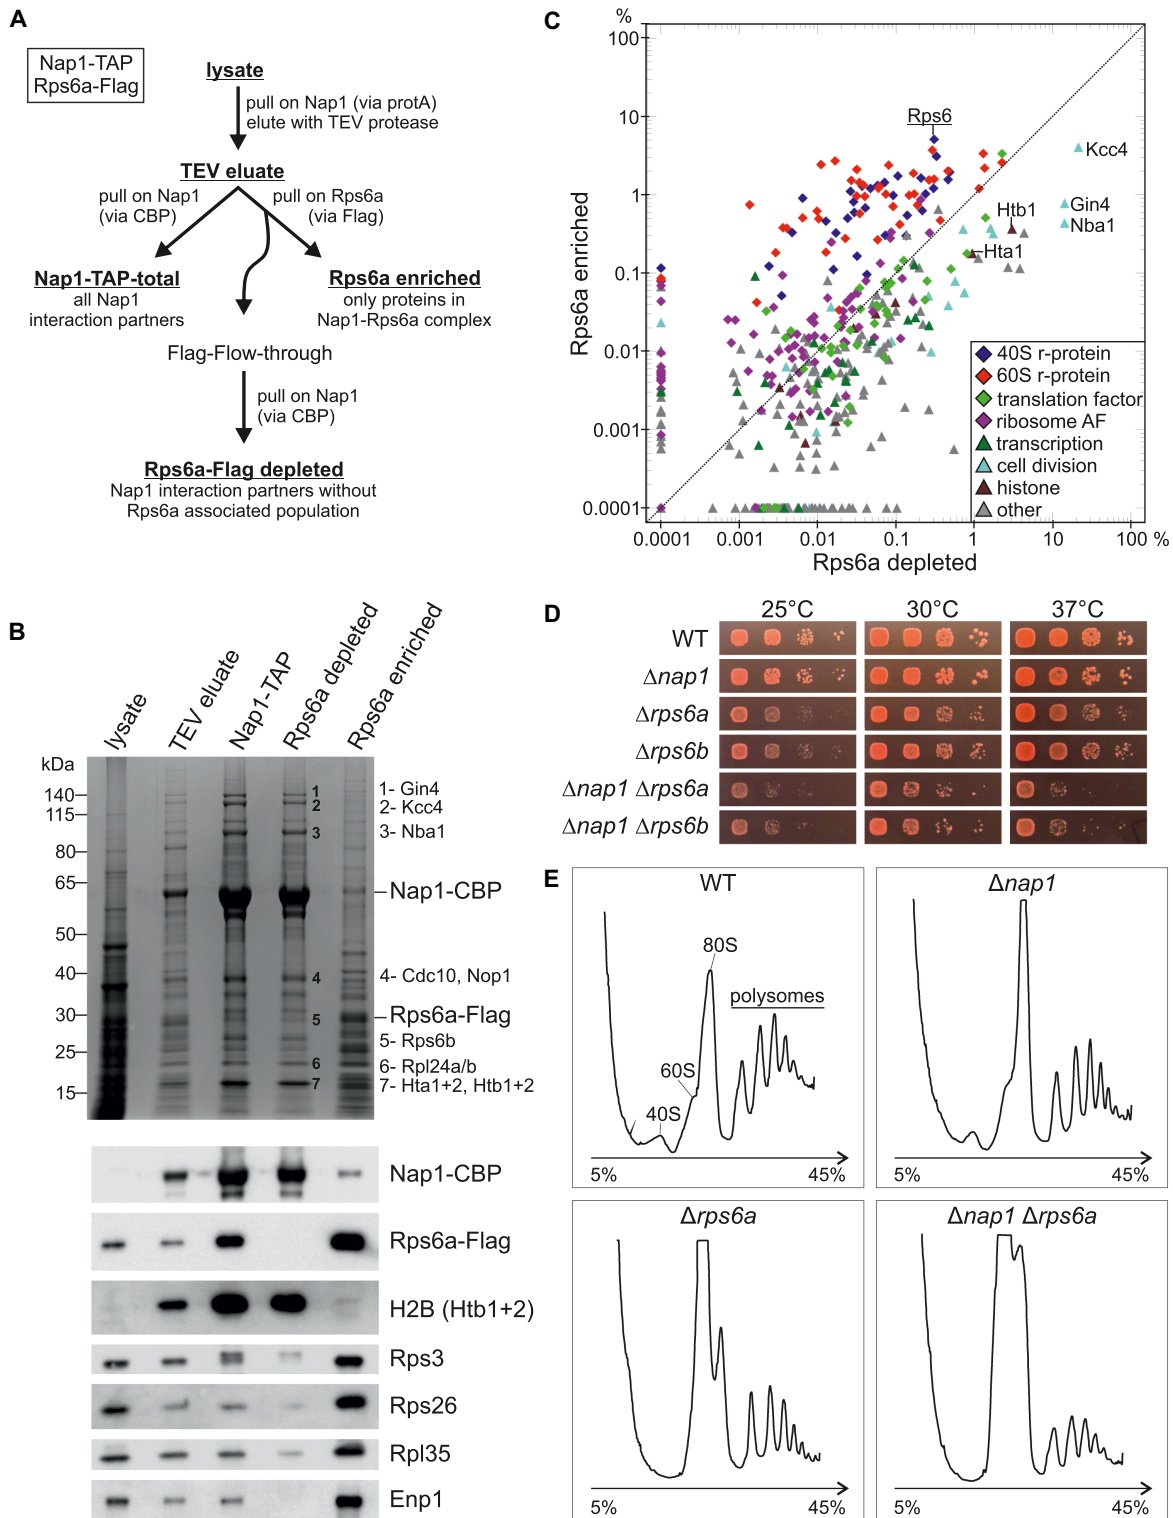 A
Nap1-TAP
Rps6a-Flag
lysate
pull on Nap1 (via protA)
elute with TEV protease
TEV eluate
pull on Nap1
(via CBP)
pull on Rps6a
(via Flag)
Nap1-TAP-total
all Nap1
interaction partners
Rps6a enriched
only proteins in
Nap1-Rps6a complex
Flag-Flow-through
pull on Nap1
(via CBP)
Rps6a-Flag depleted
Nap1 interaction partners without
Rps6a associated population
B
lysate
TEV eluate
Nap1-TAP
Rps6a depleted
Rps6a enriched
kDa
140
115
80
65
50
40
30
25
15
1
2
3
4
5
6
7
1- Gin4
2- Kcc4
3- Nba1
Nap1-CBP
4- Cdc10, Nop1
Rps6a-Flag
5- Rps6b
6- Rpl24a/b
7- Hta1+2, Htb1+2
Nap1-CBP
Rps6a-Flag
H2B (Htb1+2)
Rps3
Rps26
Rpl35
Enp1
C
%
100
10
1
0.1
0.01
0.001
0.0001
Rps6a enriched
Rps6
Kcc4
Gin4
Nba1
Htb1
Hta1
40S r-protein
60S r-protein
translation factor
ribosome AF
transcription
cell division
histone
other
0.0001 0.001 0.01 0.1 1 10 100 %
Rps6a depleted
D
25°C 30°C 37°C
WT
Δnap1
Δrps6a
Δrps6b
Δnap1 Δrps6a
Δnap1 Δrps6b
E
WT
80S
polysomes
60S
40S
5% 45%
Δnap1
5% 45%
Δrps6a
5% 45%
Δnap1 Δrps6a
5% 45%